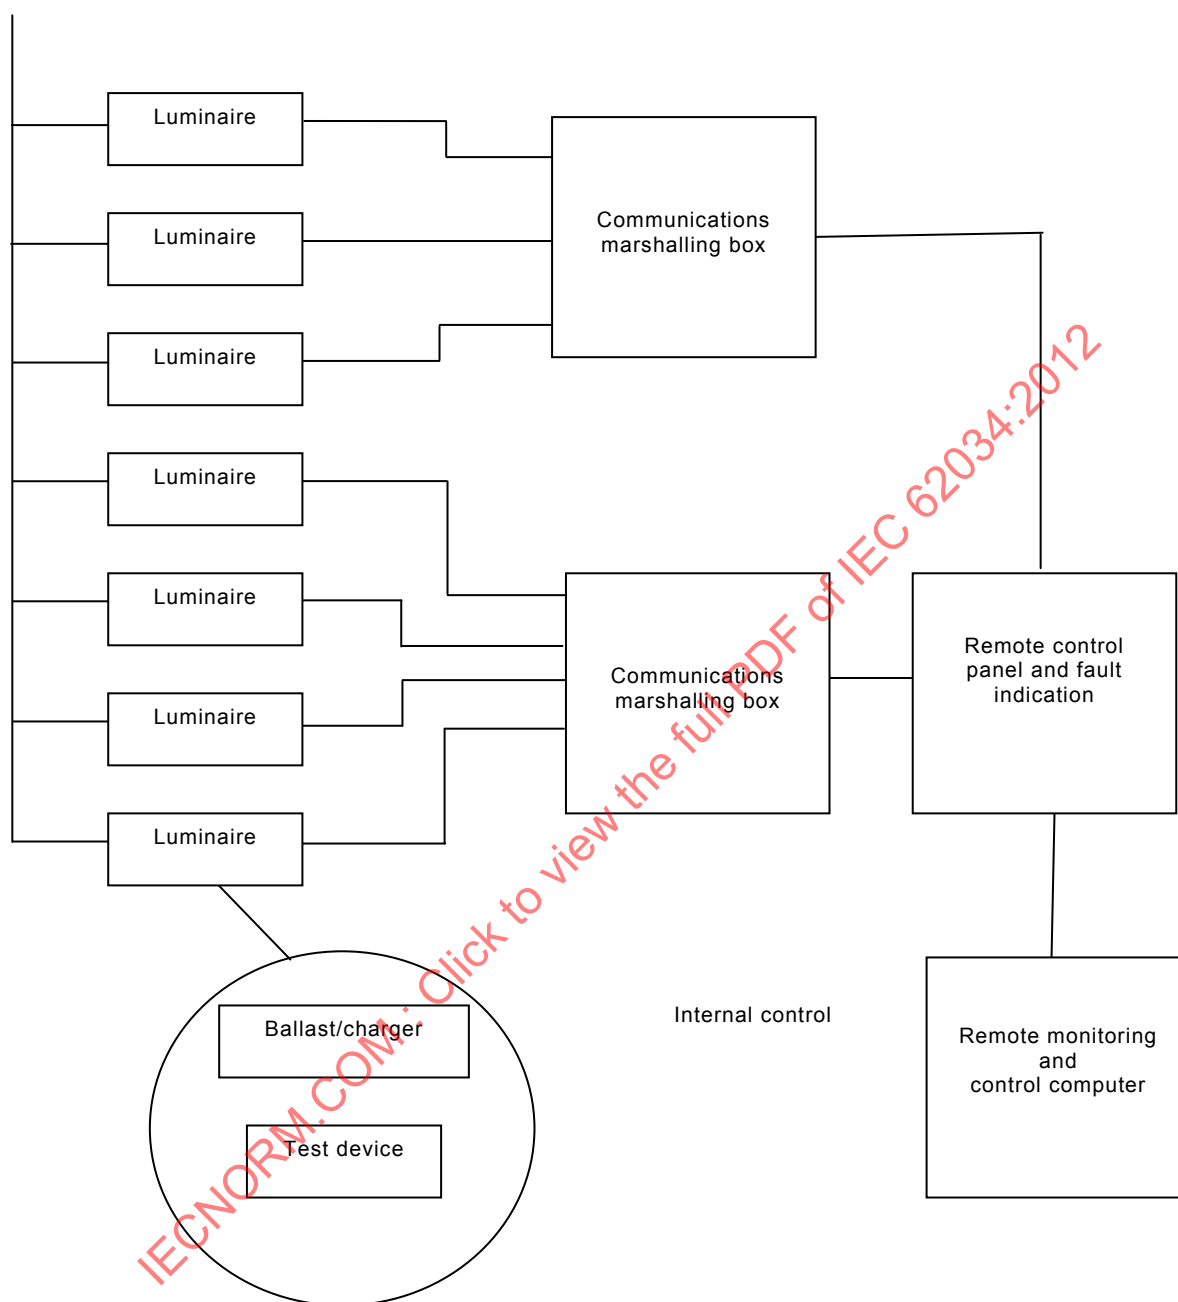 Luminaire
Communications
marshalling box
Luminaire
Luminaire
Luminaire
Luminaire
Communications
marshalling box
Remote control
panel and fault
indication
Luminaire
Luminaire
Ballast/charger
Test device
Internal control
Remote monitoring
and
control computer
IECNORM.COM : Click to view the full PDF of IEC 62034:2012